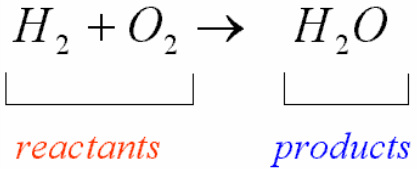 H₂ + O₂ → H₂O
reactants products